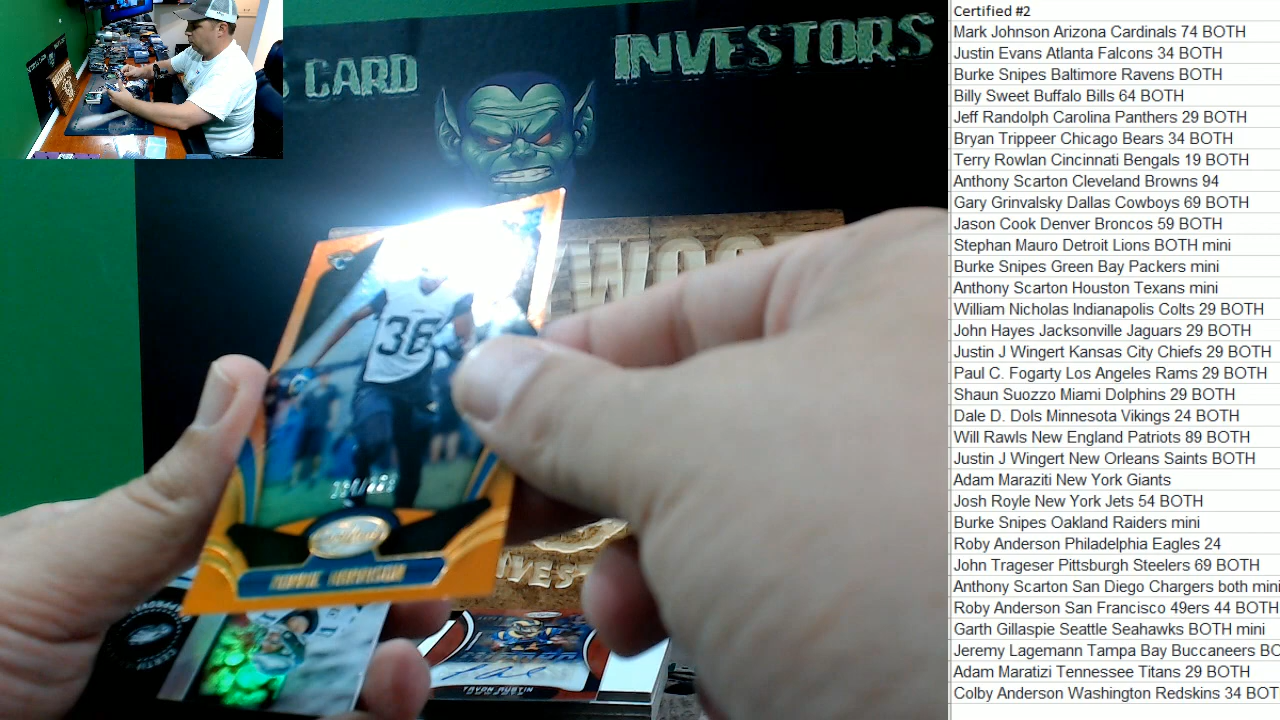 S CARD
INVESTORS
36
TAVON AUSTIN
Certified #2
Mark Johnson Arizona Cardinals 74 BOTH
Justin Evans Atlanta Falcons 34 BOTH
Burke Snipes Baltimore Ravens BOTH
Billy Sweet Buffalo Bills 64 BOTH
Jeff Randolph Carolina Panthers 29 BOTH
Bryan Trippeer Chicago Bears 34 BOTH
Terry Rowlan Cincinnati Bengals 19 BOTH
Anthony Scarton Cleveland Browns 94
Gary Grinvalsky Dallas Cowboys 69 BOTH
Jason Cook Denver Broncos 59 BOTH
Stephan Mauro Detroit Lions BOTH mini
Burke Snipes Green Bay Packers mini
Anthony Scarton Houston Texans mini
William Nicholas Indianapolis Colts 29 BOTH
John Hayes Jacksonville Jaguars 29 BOTH
Justin J Wingert Kansas City Chiefs 29 BOTH
Paul C. Fogarty Los Angeles Rams 29 BOTH
Shaun Suozzo Miami Dolphins 29 BOTH
Dale D. Dols Minnesota Vikings 24 BOTH
Will Rawls New England Patriots 89 BOTH
Justin J Wingert New Orleans Saints BOTH
Adam Maraziti New York Giants
Josh Royle New York Jets 54 BOTH
Burke Snipes Oakland Raiders mini
Roby Anderson Philadelphia Eagles 24
John Trageser Pittsburgh Steelers 69 BOTH
Anthony Scarton San Diego Chargers both mini
Roby Anderson San Francisco 49ers 44 BOTH
Garth Gillaspie Seattle Seahawks BOTH mini
Jeremy Lagemann Tampa Bay Buccaneers BO
Adam Maratizi Tennessee Titans 29 BOTH
Colby Anderson Washington Redskins 34 BOT